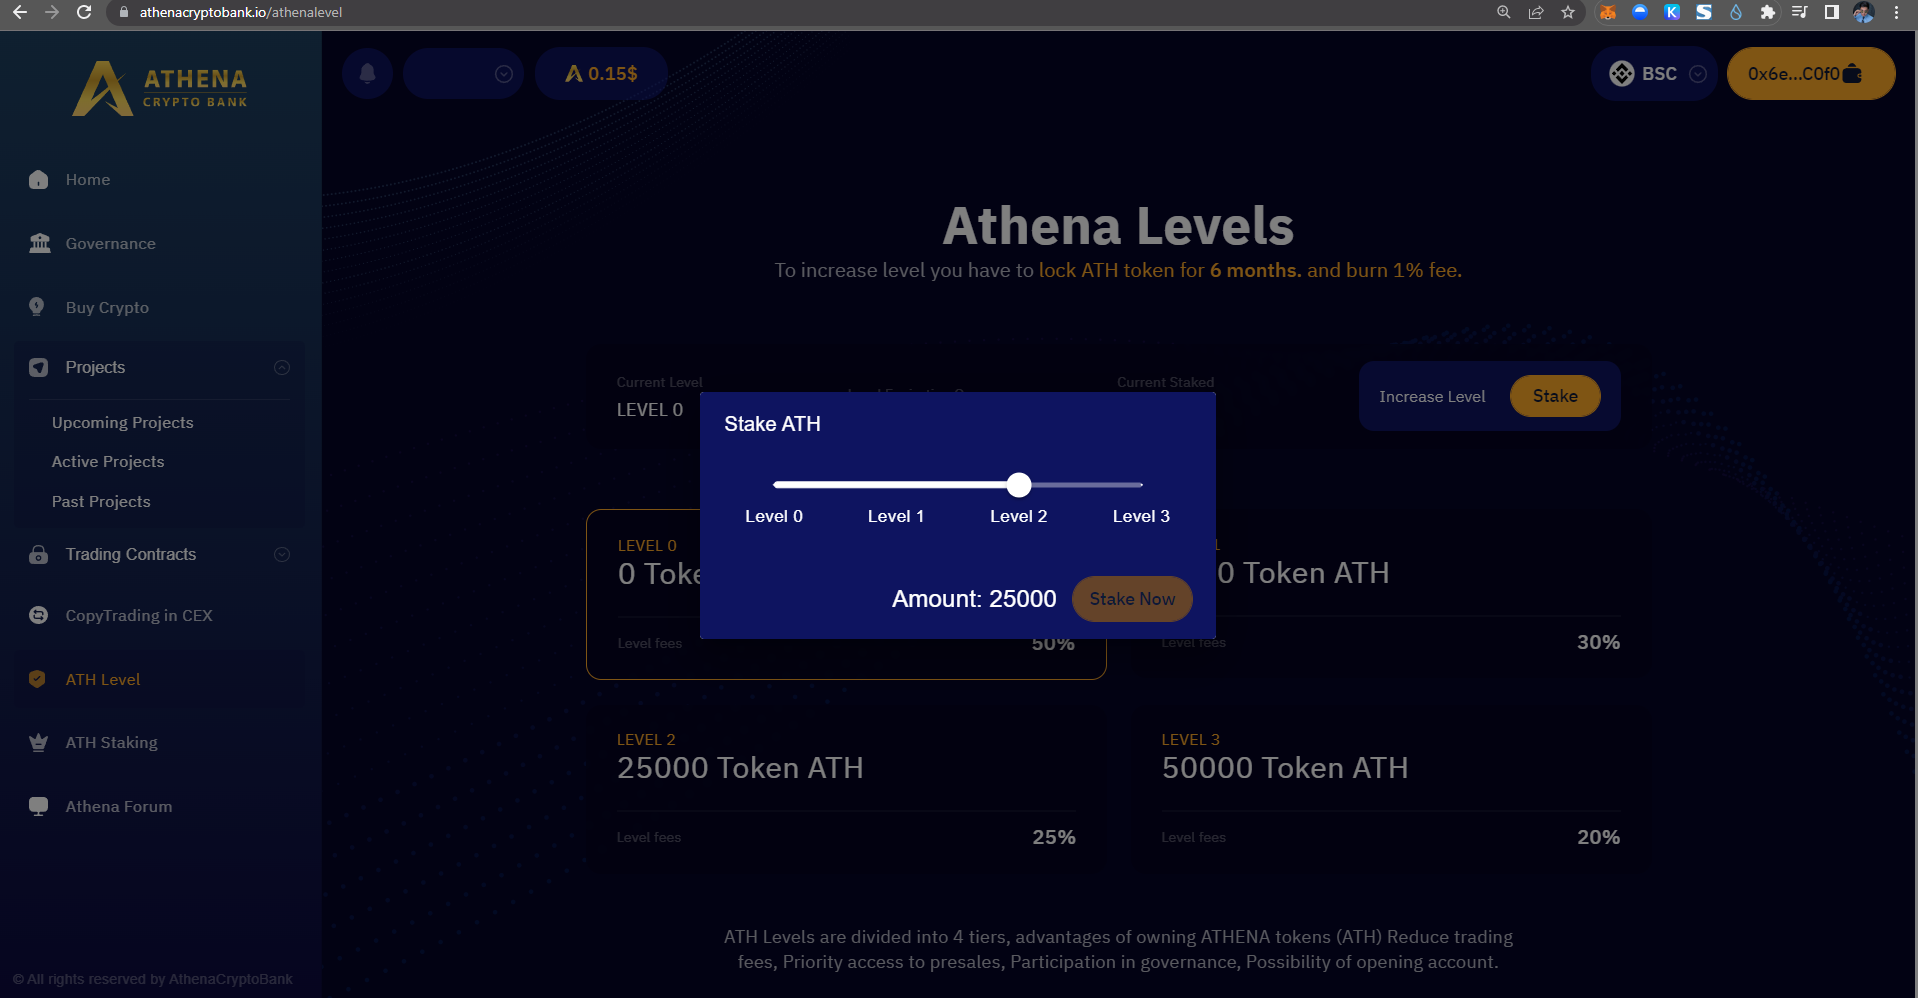 athenacryptobank.io/athenalevel
ATHENA
CRYPTO BANK
0.15$
BSC
0x6e...C0f0
Home
Governance
Buy Crypto
Projects
Upcoming Projects
Active Projects
Past Projects
Trading Contracts
CopyTrading in CEX
ATH Level
ATH Staking
Athena Forum
© All rights reserved by AthenaCryptoBank
Athena Levels
To increase level you have to lock ATH token for 6 months. and burn 1% fee.
Current Level
LEVEL 0
Current Staked
Increase Level
Stake
Stake ATH
Level 0 Level 1 Level 2 Level 3
Amount: 25000
Stake Now
LEVEL 0
0
Level fees
50%
1
0 Token ATH
Level fees
30%
LEVEL 2
25000 Token ATH
Level fees
25%
LEVEL 3
50000 Token ATH
Level fees
20%
ATH Levels are divided into 4 tiers, advantages of owning ATHENA tokens (ATH) Reduce trading
fees, Priority access to presales, Participation in governance, Possibility of opening account.